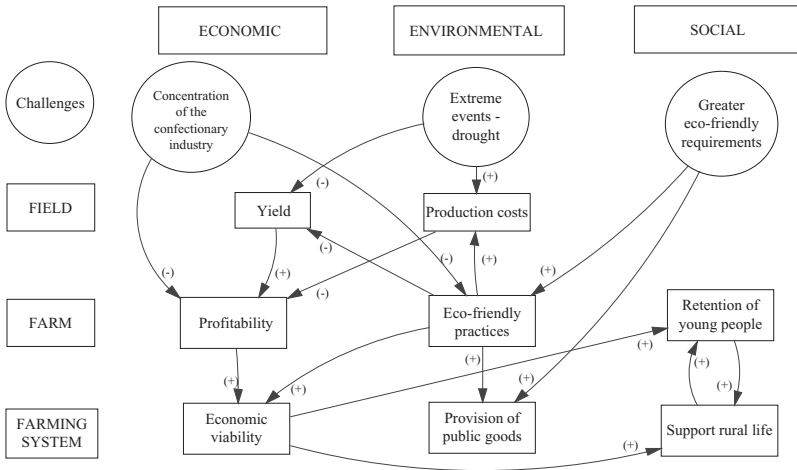 ECONOMIC
ENVIRONMENTAL
SOCIAL
Challenges
Concentration
of the
confectionary
industry
Extreme
events -
drought
Greater
eco-friendly
requirements
(-)
(+)
FIELD
Yield
Production costs
(-)
(+)
(-)
(-)
(+)
(+)
(-)
FARM
Profitability
Eco-friendly
practices
Retention of
young people
(+)
(+)
(+)
(+)
(+)
(+)
(+)
(+)
FARMING
SYSTEM
Economic
viability
Provision of
public goods
Support rural life
(+)